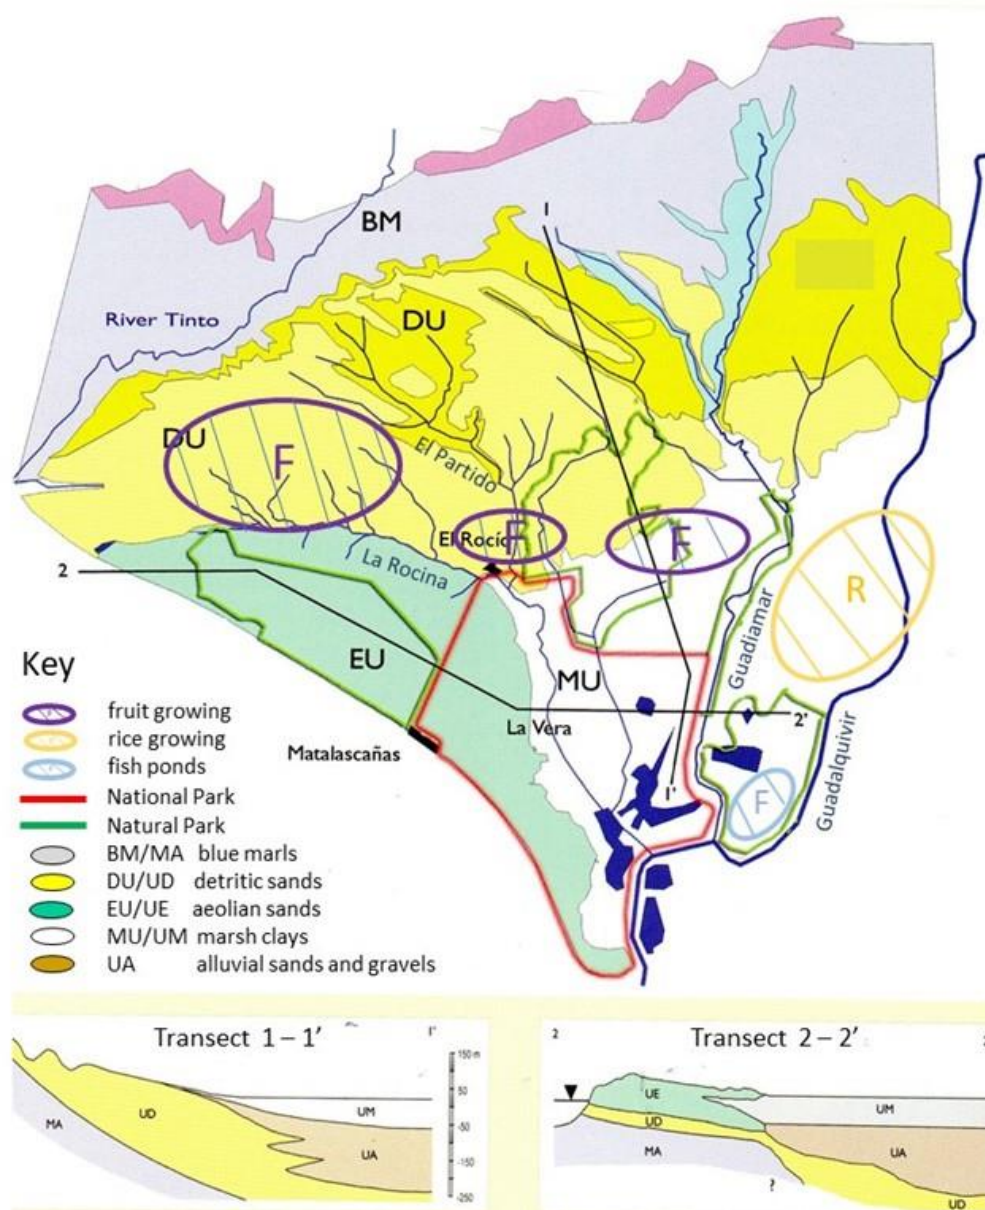 1
BM
River Tinto
DU
DU
F
El Partido
El Rocío
F
F
R
La Rocina
2
EU
MU
Guadiamar
Key
La Vera
2'
Matalascañas
1'
F
Guadalquivir
fruit growing
rice growing
fish ponds
National Park
Natural Park
BM/MA blue marls
DU/UD detritic sands
EU/UE aeolian sands
MU/UM marsh clays
UA alluvial sands and gravels
Transect 1 – 1'
1'
150 m
50
-50
-150
-250
MA
UD
UM
UA
2
Transect 2 – 2'
UE
UM
UD
MA
UA
?
UD